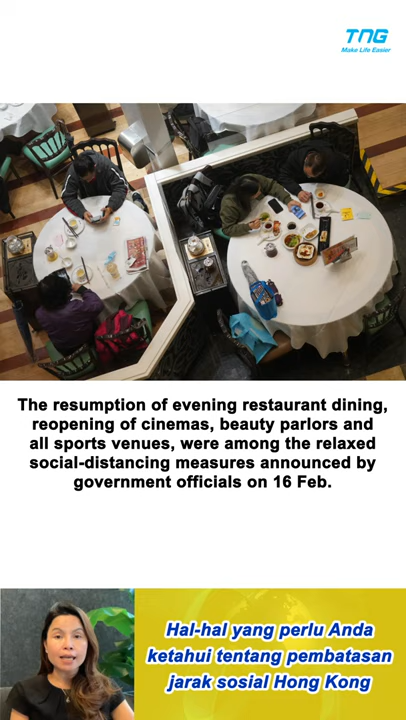 TNG
Make Life Easier
The resumption of evening restaurant dining,
reopening of cinemas, beauty parlors and
all sports venues, were among the relaxed
social-distancing measures announced by
government officials on 16 Feb.
Hal-hal yang perlu Anda
ketahui tentang pembatasan
jarak sosial Hong Kong